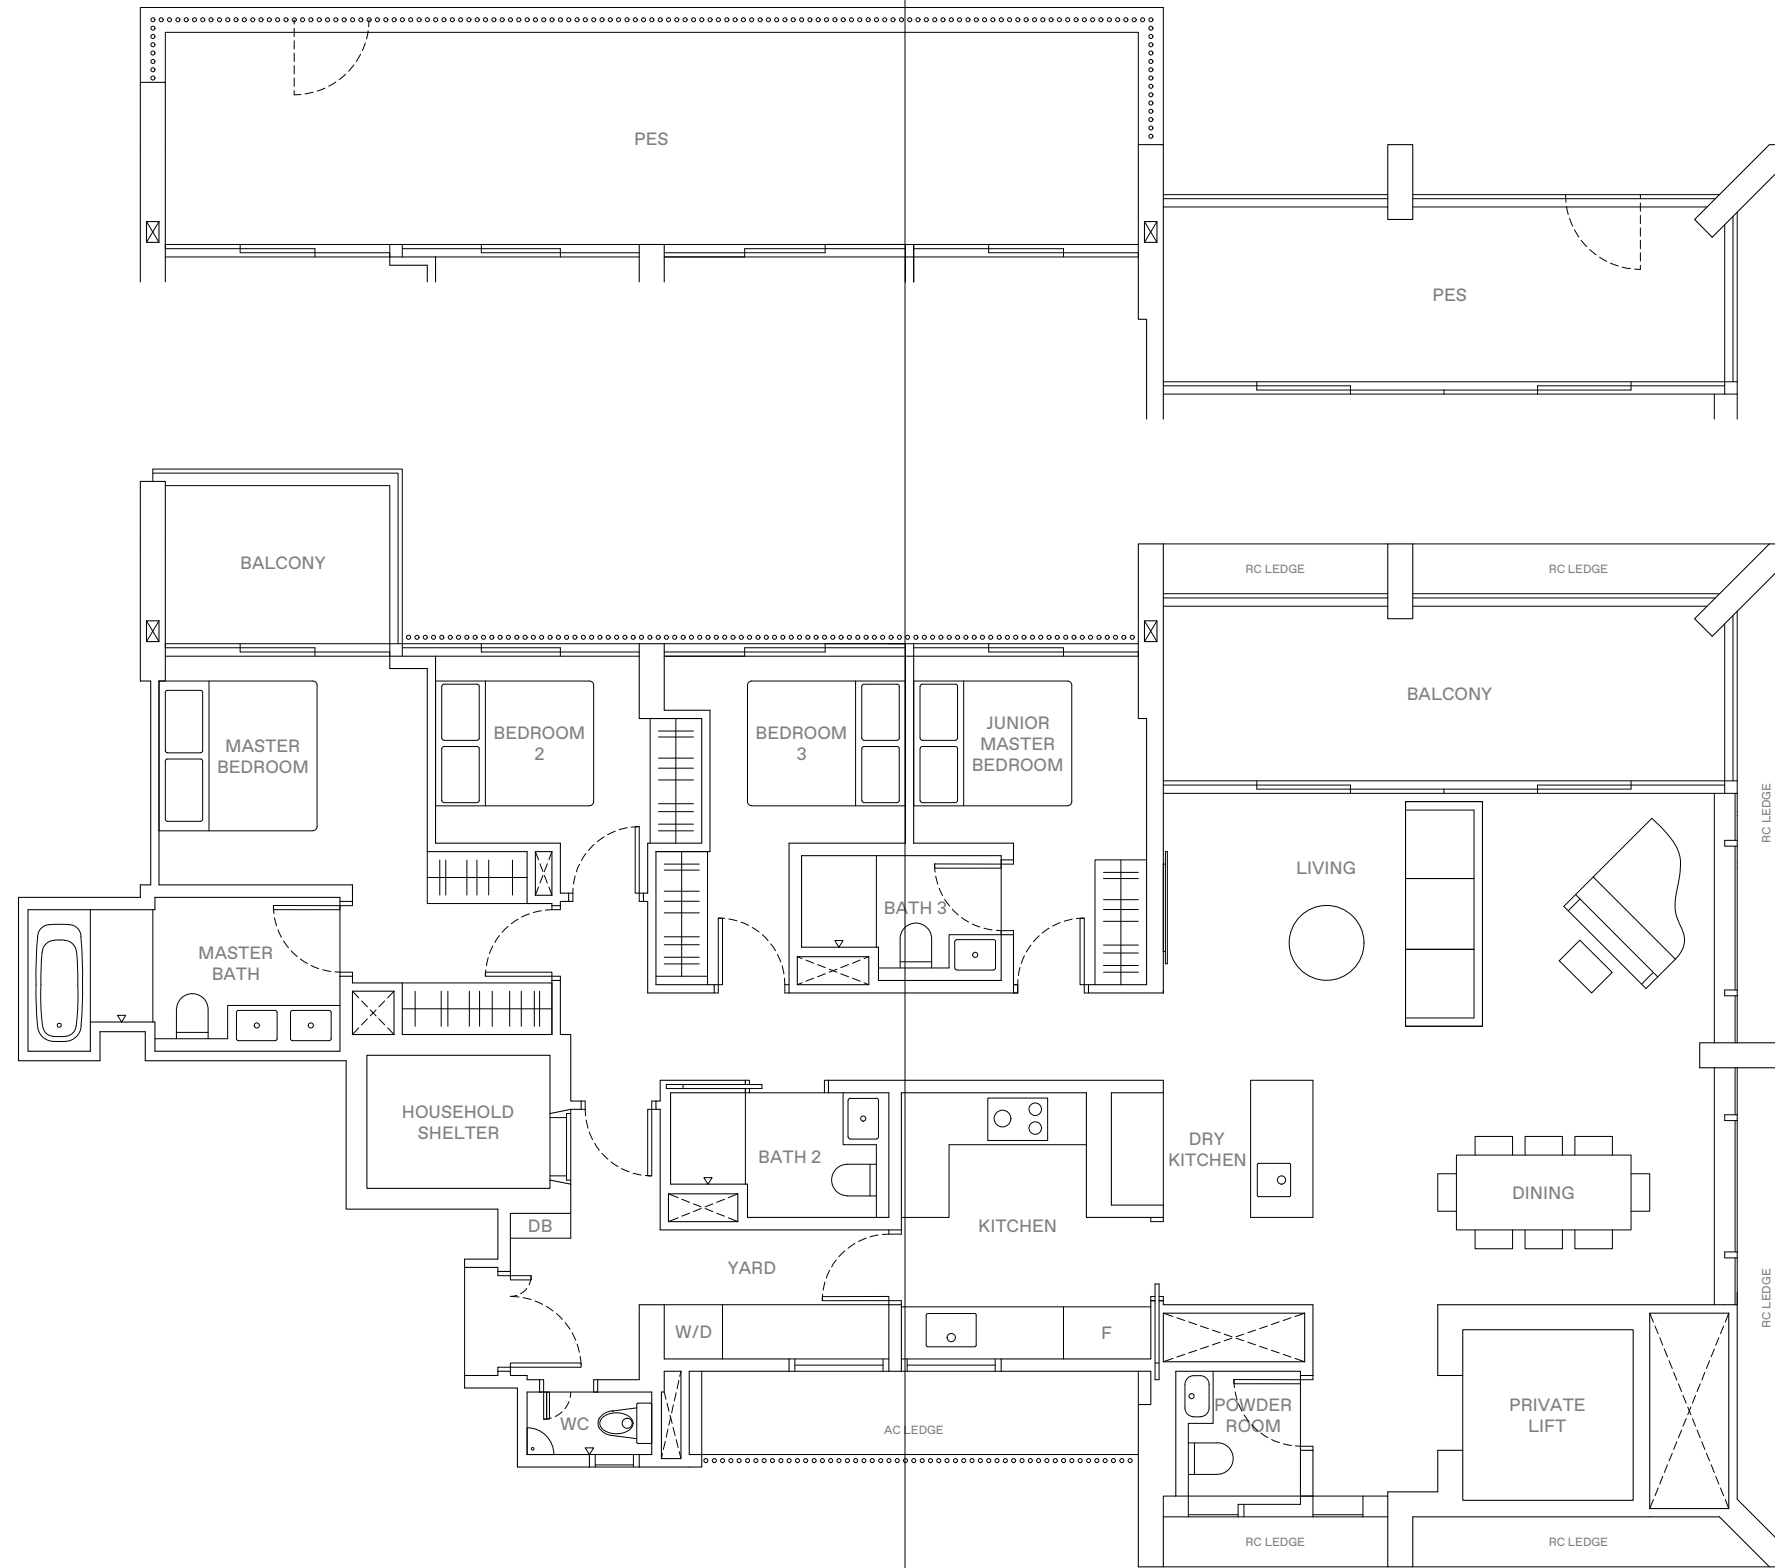 PES
PES
BALCONY
RC LEDGE
RC LEDGE
BALCONY
MASTER
BEDROOM
BEDROOM
2
BEDROOM
3
JUNIOR
MASTER
BEDROOM
RC LEDGE
LIVING
BATH 3
MASTER
BATH
HOUSEHOLD
SHELTER
BATH 2
DRY
KITCHEN
DINING
DB
KITCHEN
YARD
RC LEDGE
W/D
F
WC
AC LEDGE
POWDER
ROOM
PRIVATE
LIFT
RC LEDGE
RC LEDGE